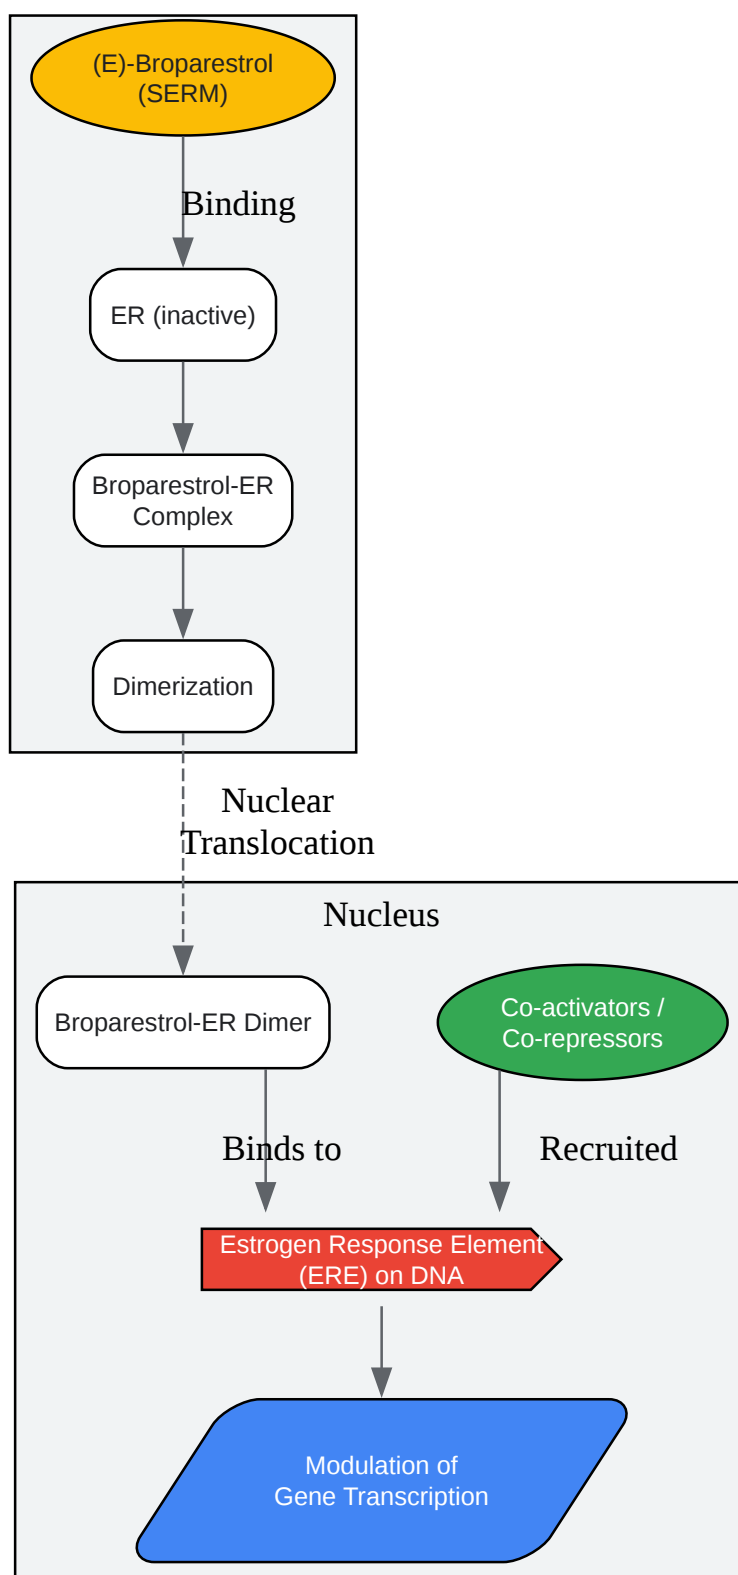 (E)-Broparestrol
(SERM)
Binding
ER (inactive)
Broparestrol-ER
Complex
Dimerization
Nuclear
Translocation
Nucleus
Broparestrol-ER Dimer
Co-activators /
Co-repressors
Binds to
Recruited
Estrogen Response Element
(ERE) on DNA
Modulation of
Gene Transcription